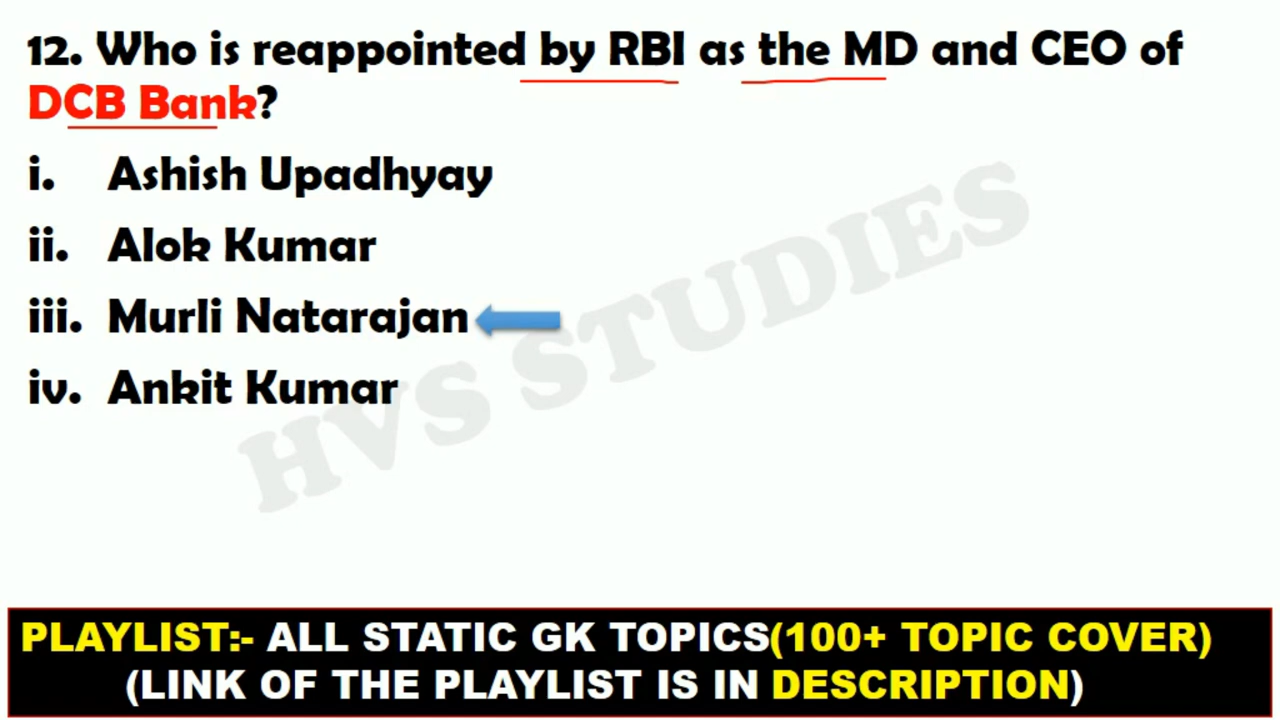 12. Who is reappointed by RBI as the MD and CEO of
DCB Bank?
i. Ashish Upadhyay
ii. Alok Kumar
iii. Murli Natarajan
iv. Ankit Kumar
HVS STUDIES
PLAYLIST:- ALL STATIC GK TOPICS(100+ TOPIC COVER)
(LINK OF THE PLAYLIST IS IN DESCRIPTION)